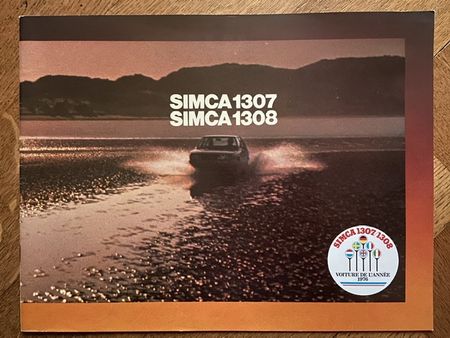 SIMCA 1307
SIMCA 1308
SIMCA 1307 1308
VOITURE DE L'ANNÉE
1976